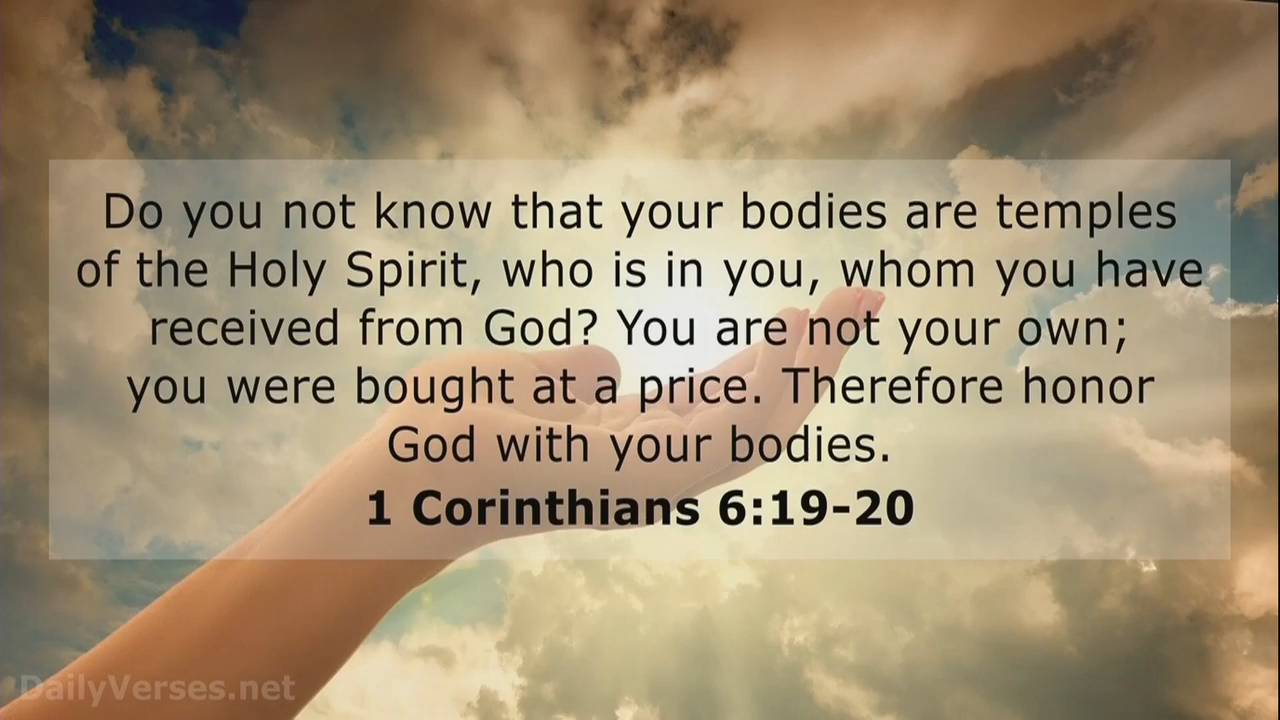 Do you not know that your bodies are temples
of the Holy Spirit, who is in you, whom you have
received from God? You are not your own;
you were bought at a price. Therefore honor
God with your bodies.
1 Corinthians 6:19-20
DailyVerses.net